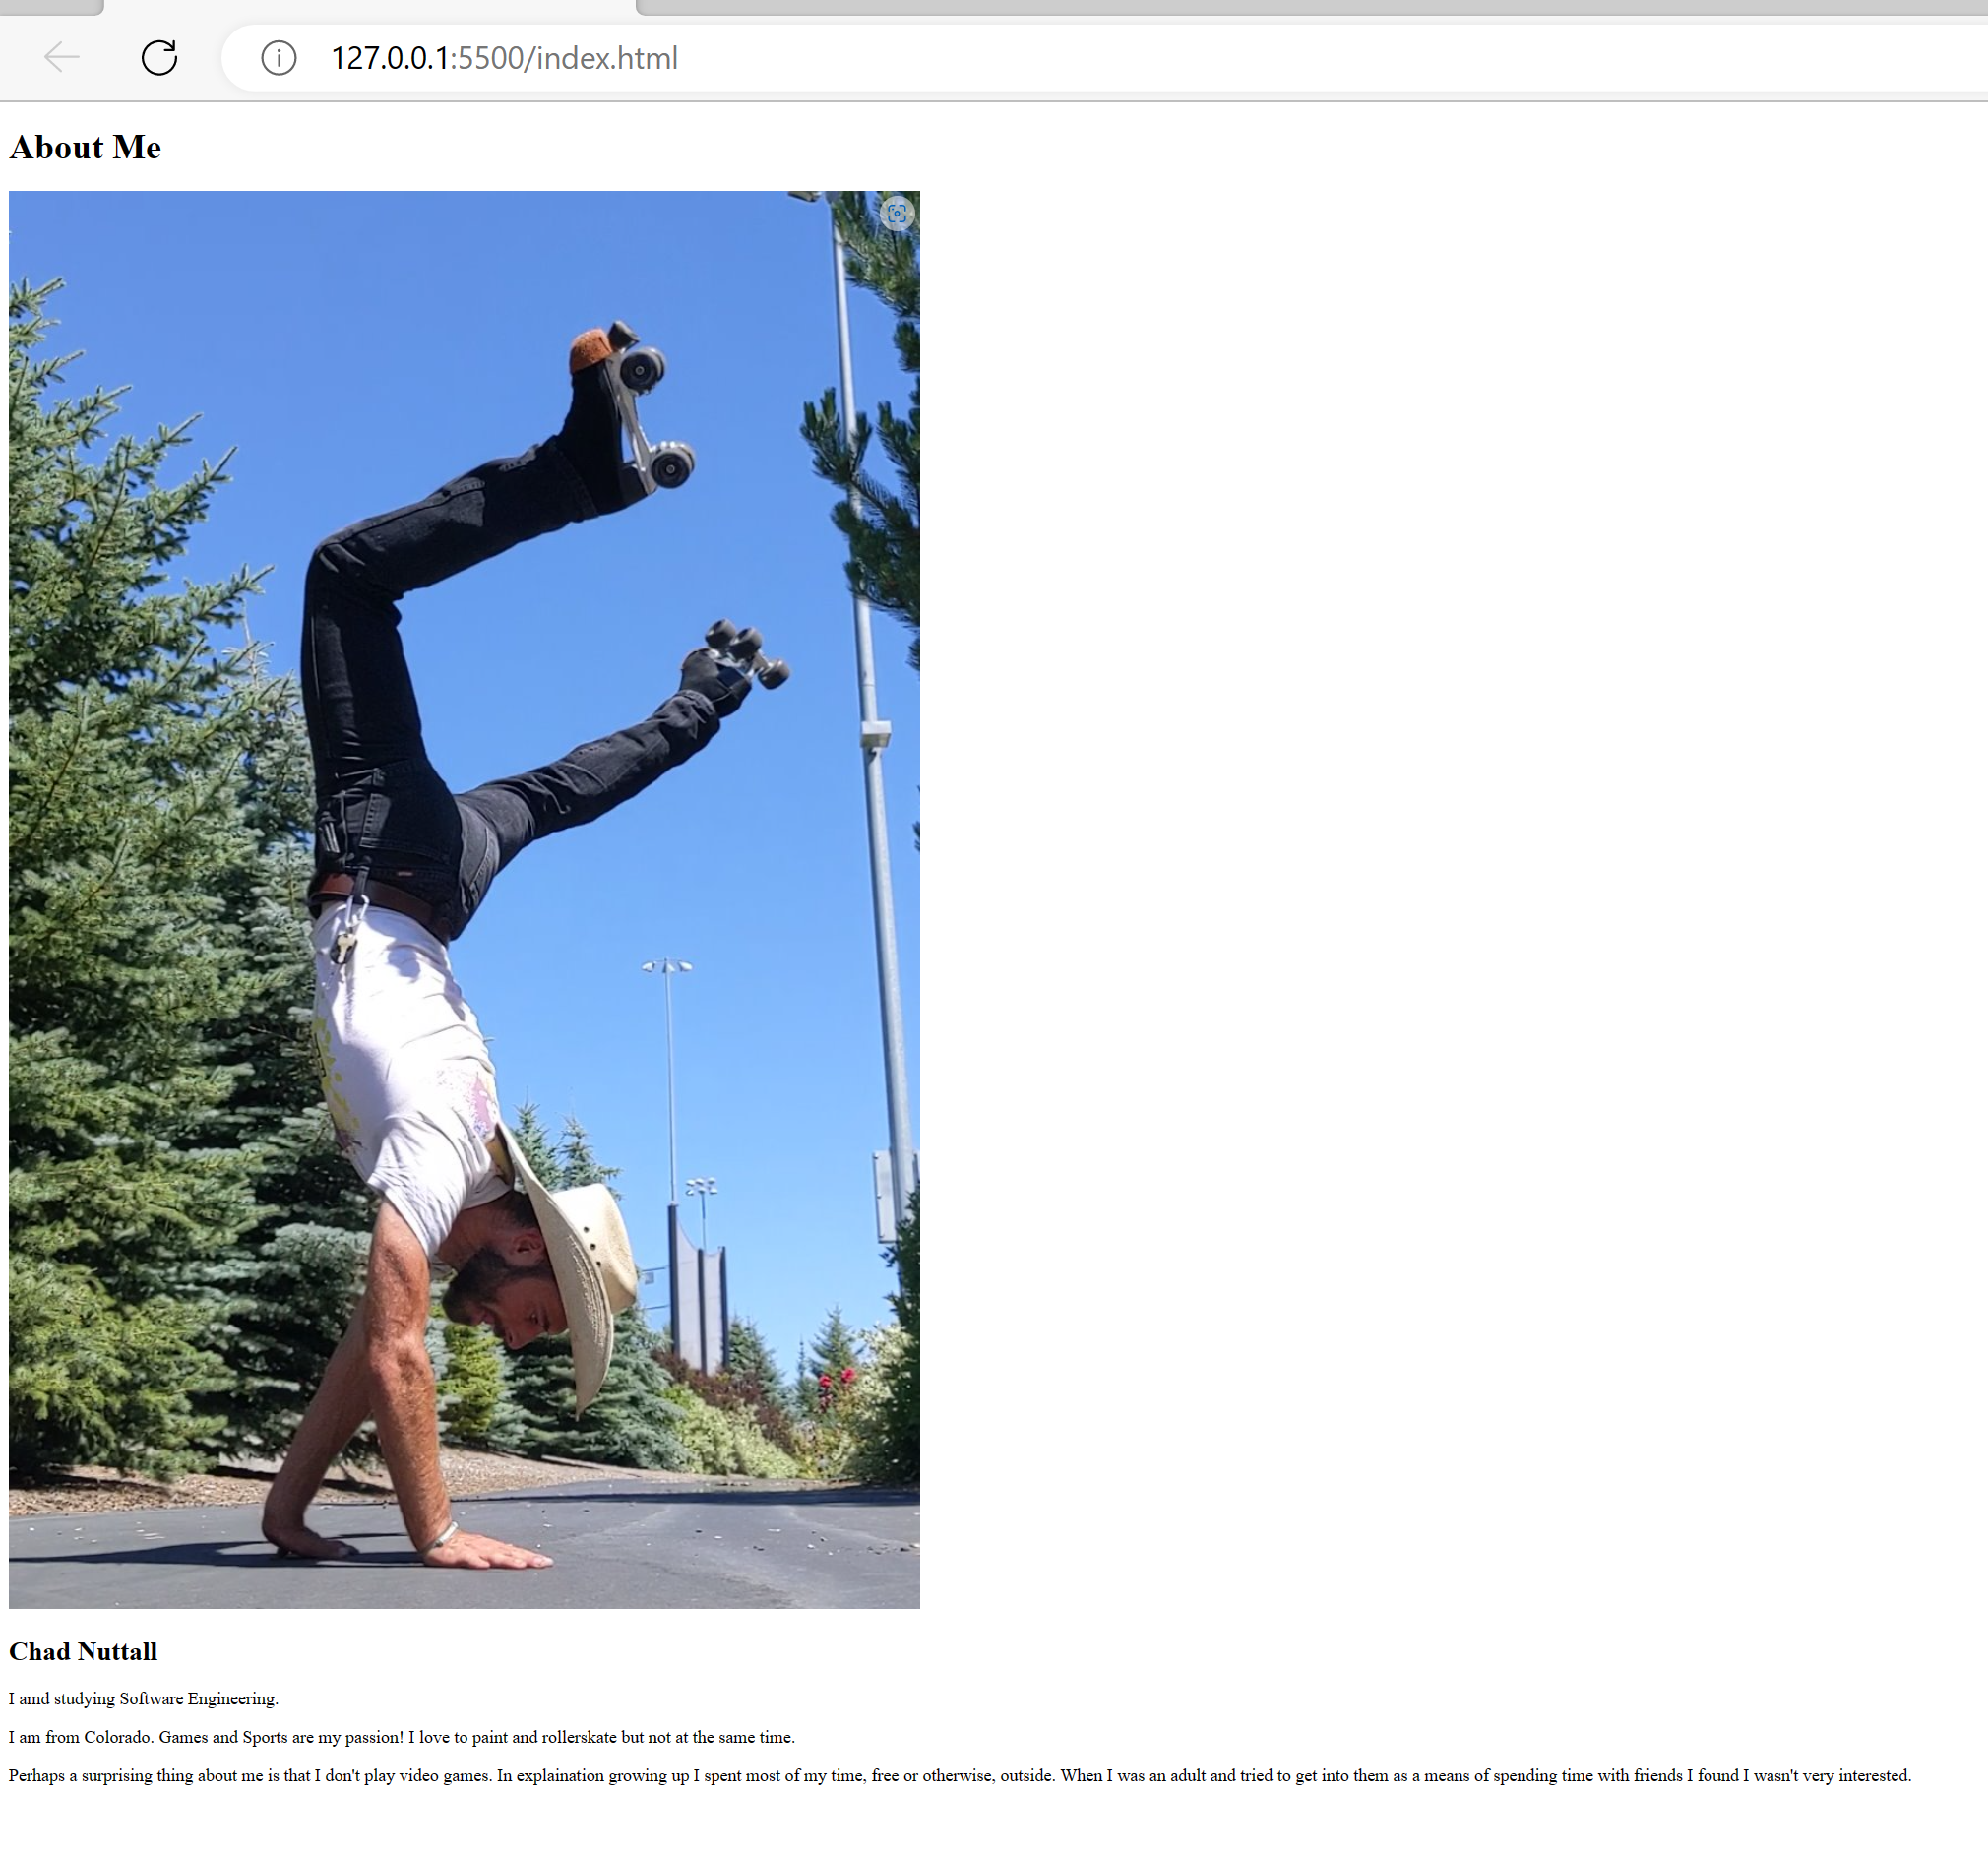 127.0.0.1:5500/index.html
About Me
Chad Nuttall
I amd studying Software Engineering.
I am from Colorado. Games and Sports are my passion! I love to paint and rollerskate but not at the same time.
Perhaps a surprising thing about me is that I don't play video games. In explaination growing up I spent most of my time, free or otherwise, outside. When I was an adult and tried to get into them as a means of spending time with friends I found I wasn't very interested.